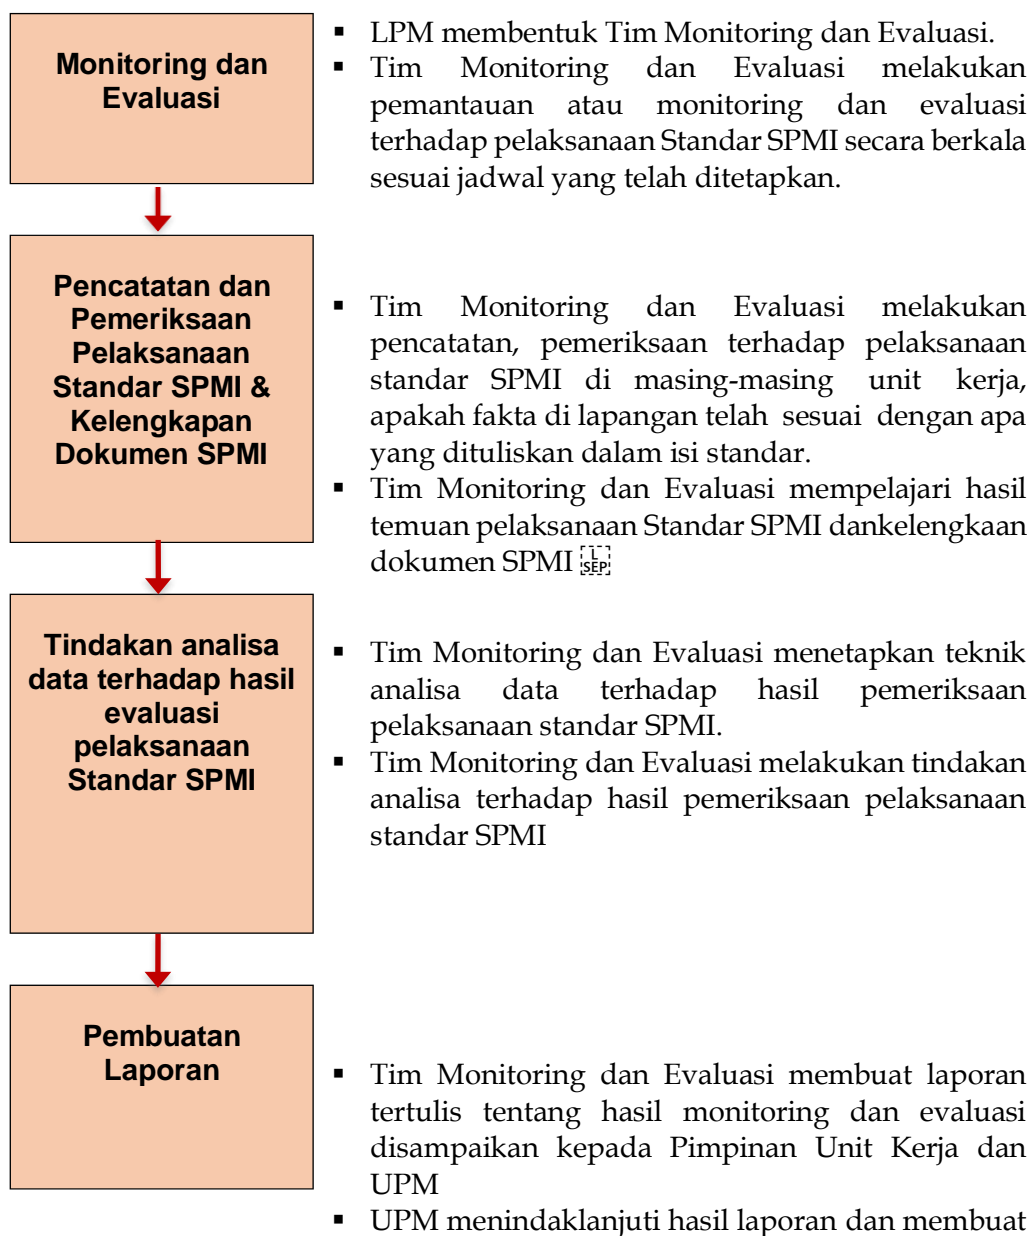 Monitoring dan
Evaluasi
▪ LPM membentuk Tim Monitoring dan Evaluasi.
▪ Tim Monitoring dan Evaluasi melakukan
pemantauan atau monitoring dan evaluasi
terhadap pelaksanaan Standar SPMI secara berkala
sesuai jadwal yang telah ditetapkan.
Pencatatan dan
Pemeriksaan
Pelaksanaan
Standar SPMI &
Kelengkapan
Dokumen SPMI
▪ Tim Monitoring dan Evaluasi melakukan
pencatatan, pemeriksaan terhadap pelaksanaan
standar SPMI di masing-masing unit kerja,
apakah fakta di lapangan telah sesuai dengan apa
yang dituliskan dalam isi standar.
▪ Tim Monitoring dan Evaluasi mempelajari hasil
temuan pelaksanaan Standar SPMI dankelengkaan
dokumen SPMI L SEP
Tindakan analisa
data terhadap hasil
evaluasi
pelaksanaan
Standar SPMI
▪ Tim Monitoring dan Evaluasi menetapkan teknik
analisa data terhadap hasil pemeriksaan
pelaksanaan standar SPMI.
▪ Tim Monitoring dan Evaluasi melakukan tindakan
analisa terhadap hasil pemeriksaan pelaksanaan
standar SPMI
Pembuatan
Laporan
▪ Tim Monitoring dan Evaluasi membuat laporan
tertulis tentang hasil monitoring dan evaluasi
disampaikan kepada Pimpinan Unit Kerja dan
UPM
▪ UPM menindaklanjuti hasil laporan dan membuat